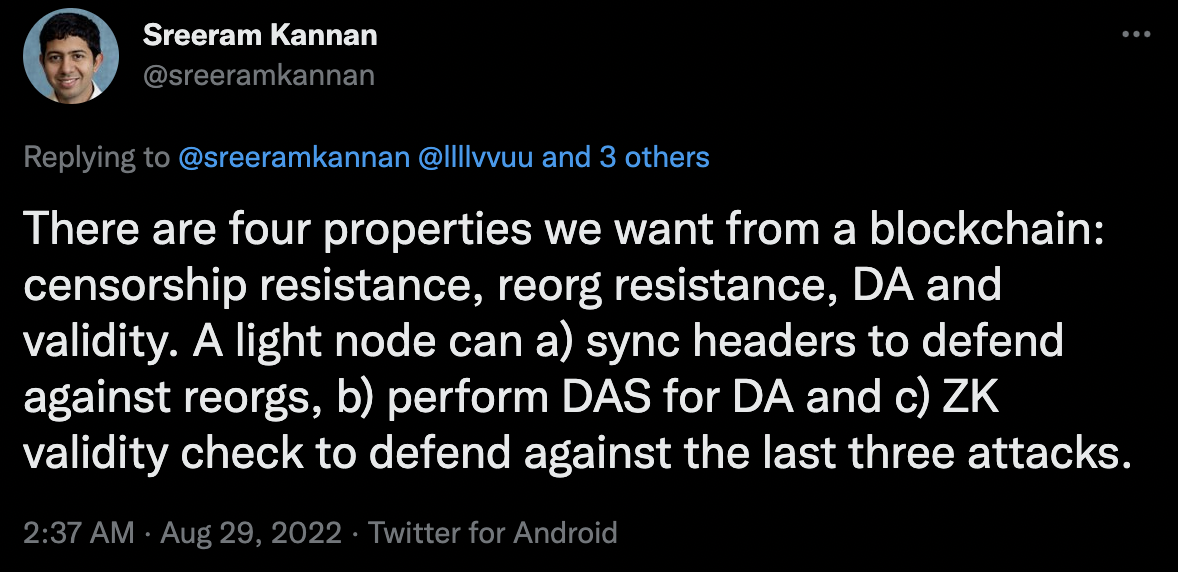 Sreeram Kannan
@sreeramkannan
Replying to @sreeramkannan @llllvvuu and 3 others
There are four properties we want from a blockchain:
censorship resistance, reorg resistance, DA and
validity. A light node can a) sync headers to defend
against reorgs, b) perform DAS for DA and c) ZK
validity check to defend against the last three attacks.
2:37 AM · Aug 29, 2022 · Twitter for Android